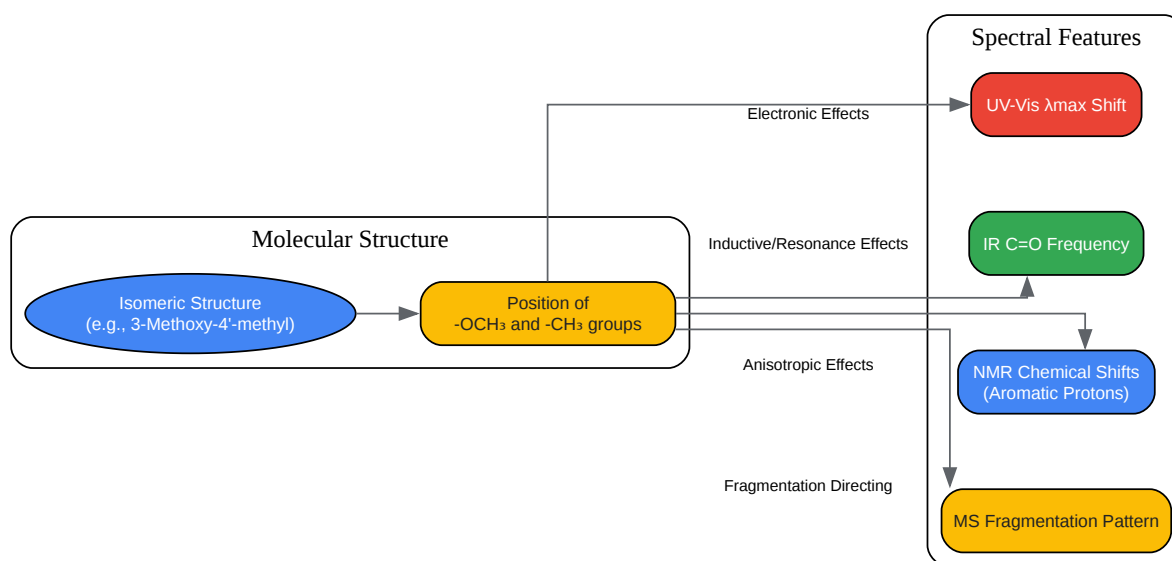 Spectral Features
UV-Vis λmax Shift
Electronic Effects
Molecular Structure
Inductive/Resonance Effects
IR C=O Frequency
Isomeric Structure
(e.g., 3-Methoxy-4'-methyl)
Position of
-OCH₃ and -CH₃ groups
Anisotropic Effects
NMR Chemical Shifts
(Aromatic Protons)
Fragmentation Directing
MS Fragmentation Pattern